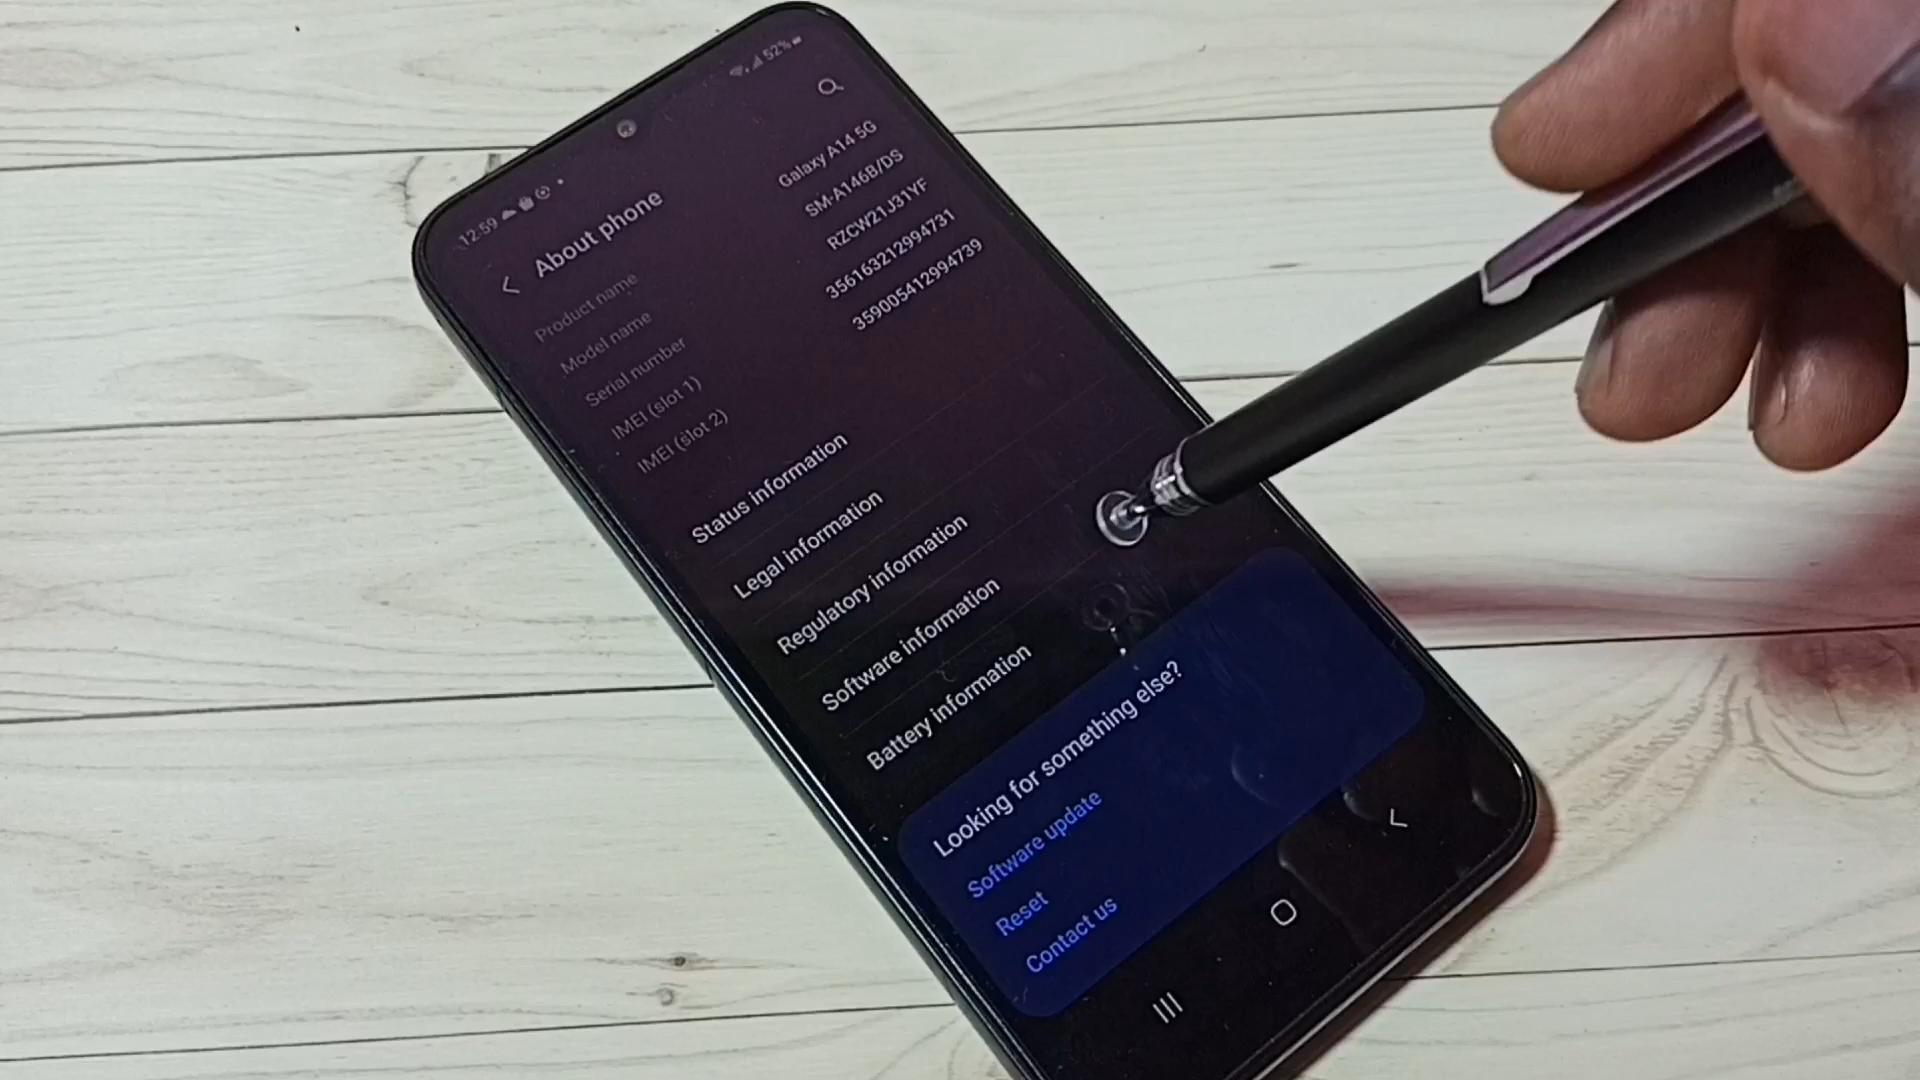 12:59
52%
About phone
Product name Galaxy A14 5G
Model name SM-A146B/DS
Serial number RZCW21J31YF
IMEI (slot 1) 356163212994731
IMEI (slot 2) 359005412994739
Status information
Legal information
Regulatory information
Software information
Battery information
Looking for something else?
Software update
Reset
Contact us